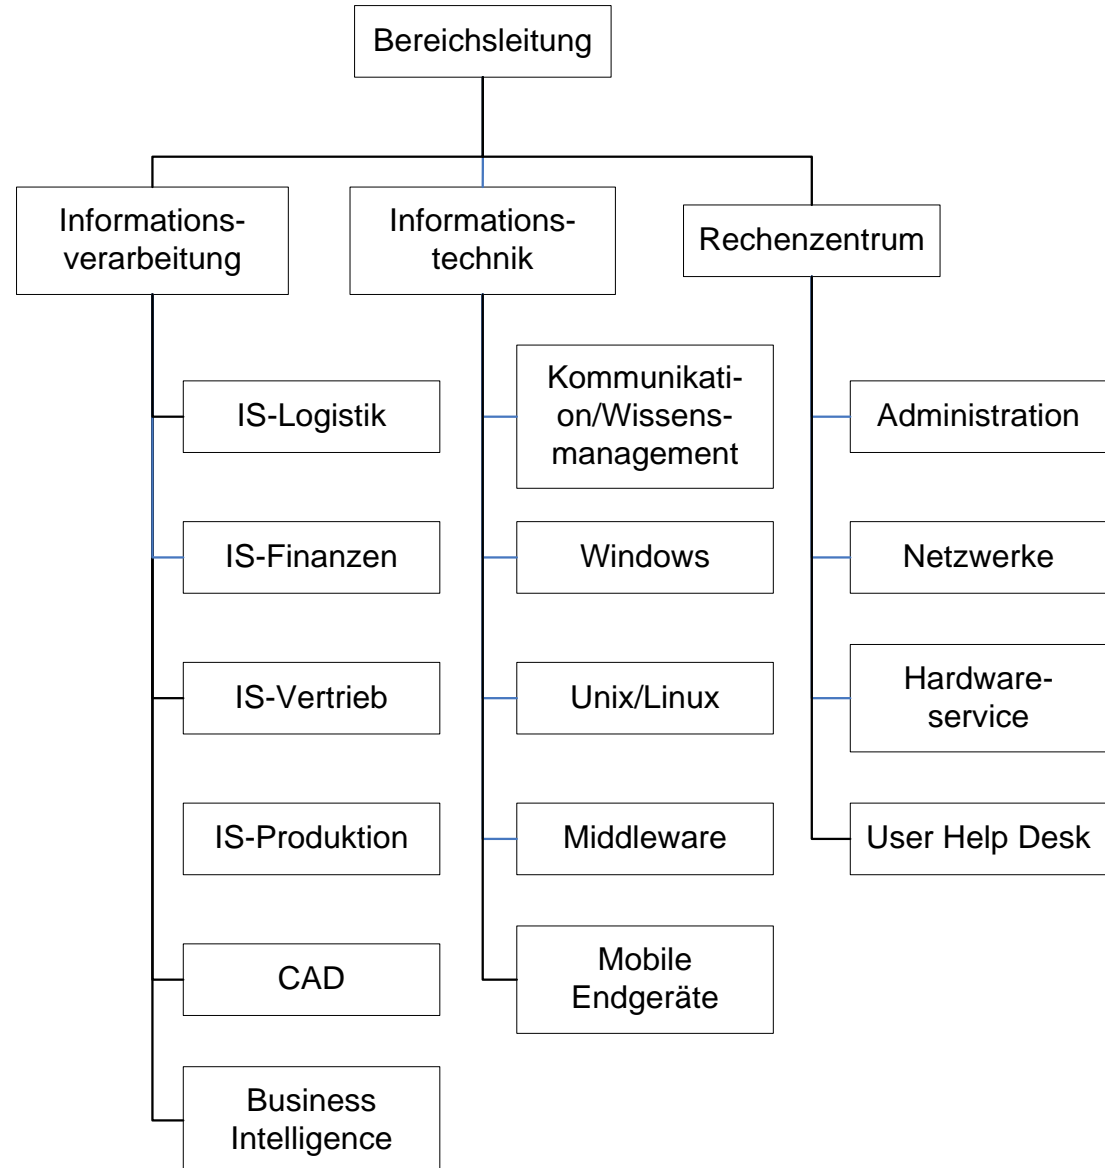 Bereichsleitung
Informations-
verarbeitung
Informations-
technik
Rechenzentrum
IS-Logistik
IS-Finanzen
IS-Vertrieb
IS-Produktion
CAD
Business
Intelligence
Kommunikati-
on/Wissens-
management
Windows
Unix/Linux
Middleware
Mobile
Endgeräte
Administration
Netzwerke
Hardware-
service
User Help Desk